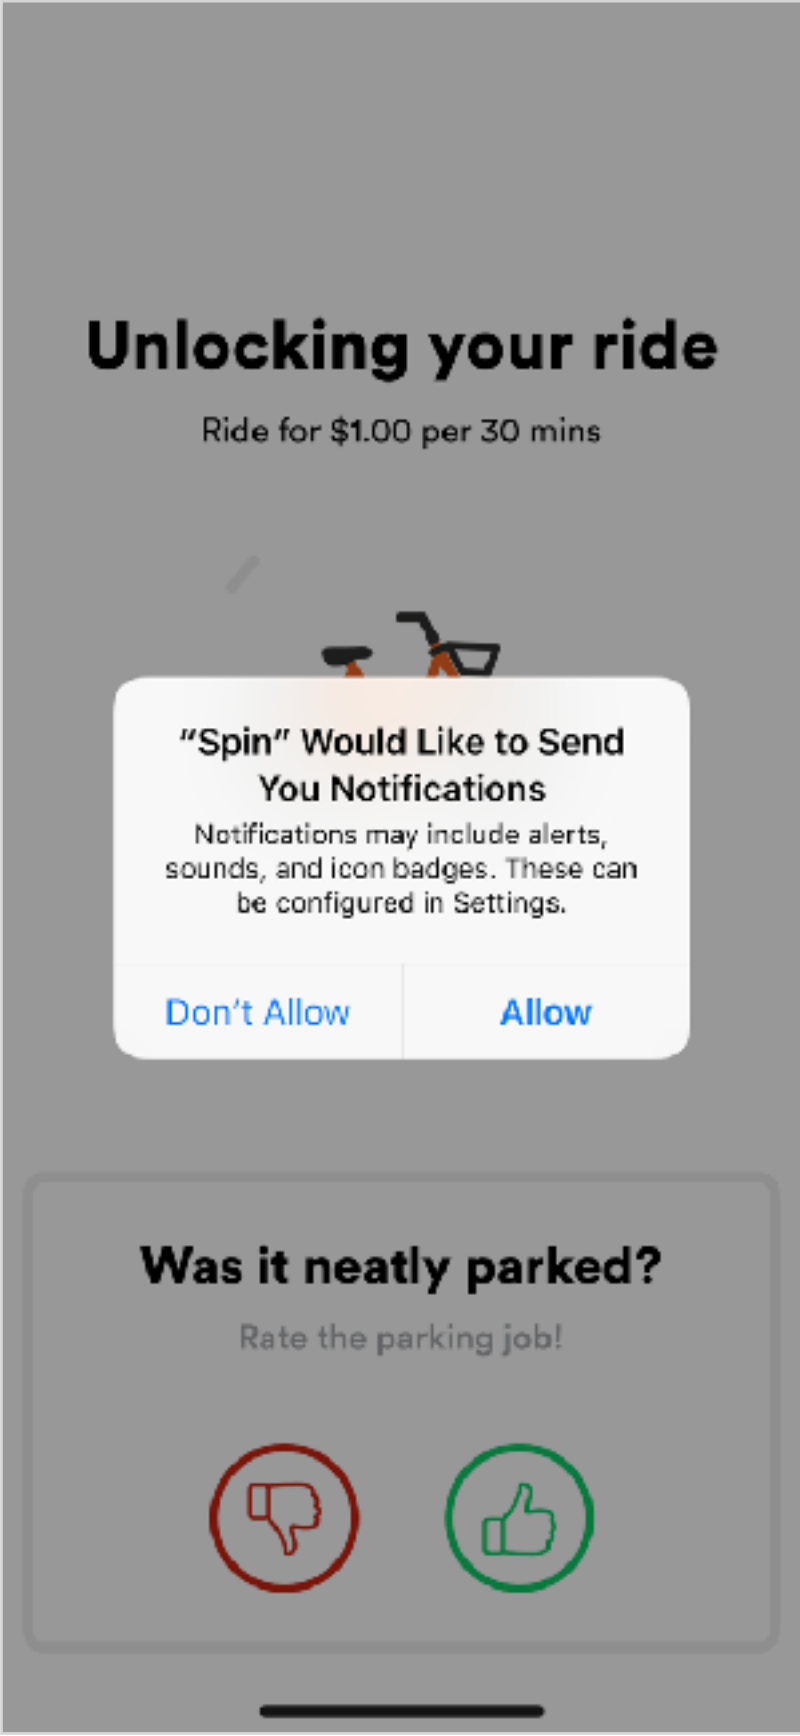 Unlocking your ride
Ride for $1.00 per 30 mins
“Spin” Would Like to Send
You Notifications
Notifications may include alerts,
sounds, and icon badges. These can
be configured in Settings.
Don’t Allow
Allow
Was it neatly parked?
Rate the parking job!